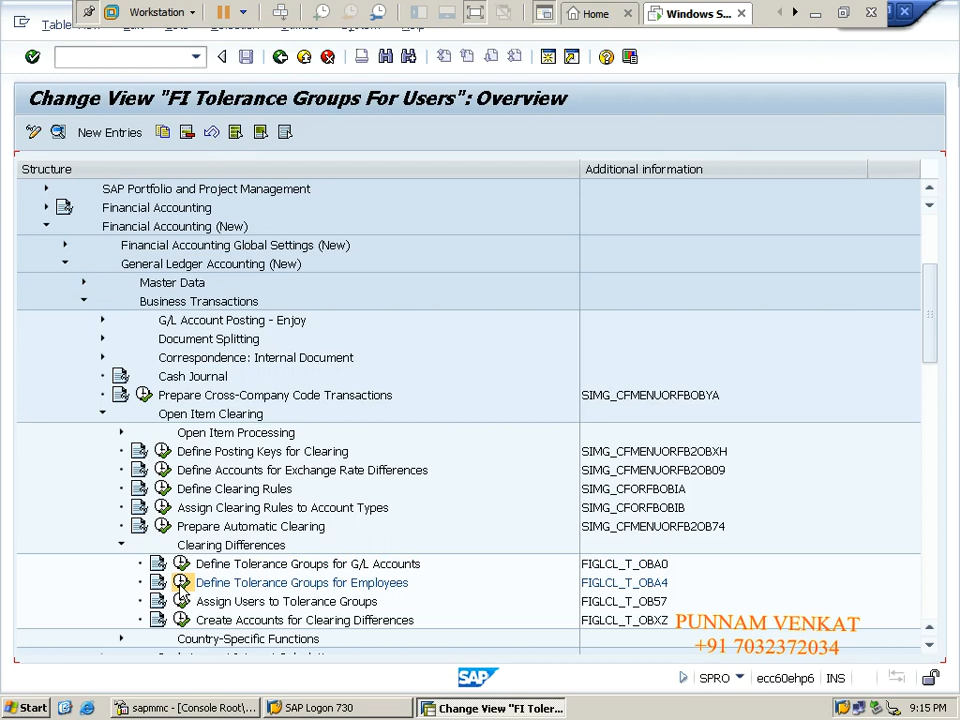 Workstation
Home
Windows S...
Change View "FI Tolerance Groups For Users": Overview
New Entries
Structure
Additional information
SAP Portfolio and Project Management
Financial Accounting
Financial Accounting (New)
Financial Accounting Global Settings (New)
General Ledger Accounting (New)
Master Data
Business Transactions
G/L Account Posting - Enjoy
Document Splitting
Correspondence: Internal Document
Cash Journal
Prepare Cross-Company Code Transactions SIMG_CFMENUORFBOBYA
Open Item Clearing
Open Item Processing
Define Posting Keys for Clearing SIMG_CFMENUORFB2OBXH
Define Accounts for Exchange Rate Differences SIMG_CFMENUORFB2OB09
Define Clearing Rules SIMG_CFORFBOBIA
Assign Clearing Rules to Account Types SIMG_CFORFBOBIB
Prepare Automatic Clearing SIMG_CFMENUORFB2OB74
Clearing Differences
Define Tolerance Groups for G/L Accounts FIGLCL_T_OBA0
Define Tolerance Groups for Employees FIGLCL_T_OBA4
Assign Users to Tolerance Groups FIGLCL_T_OB57
Create Accounts for Clearing Differences FIGLCL_T_OBXZ
Country-Specific Functions
PUNNAM VENKAT
+91 7032372034
SAP
SPRO
ecc60ehp6
INS
Start
sapmmc - [Console Root\...
SAP Logon 730
Change View "FI Toler...
9:15 PM